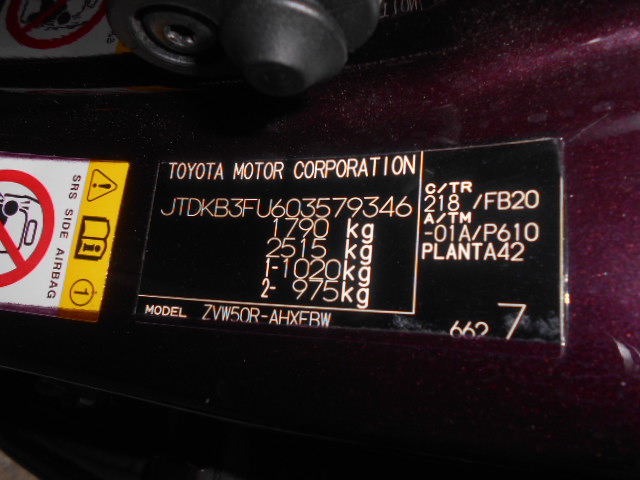 TOYOTA MOTOR CORPORATION
JTDKB3FU603579346
1790 kg
2515 kg
1-1020kg
2- 975kg
MODEL ZVW50R-AHXEBW
C/TR
218 /FB20
A/TM
-01A/P610
PLANTA42
662 7
SRS SIDE AIRBAG